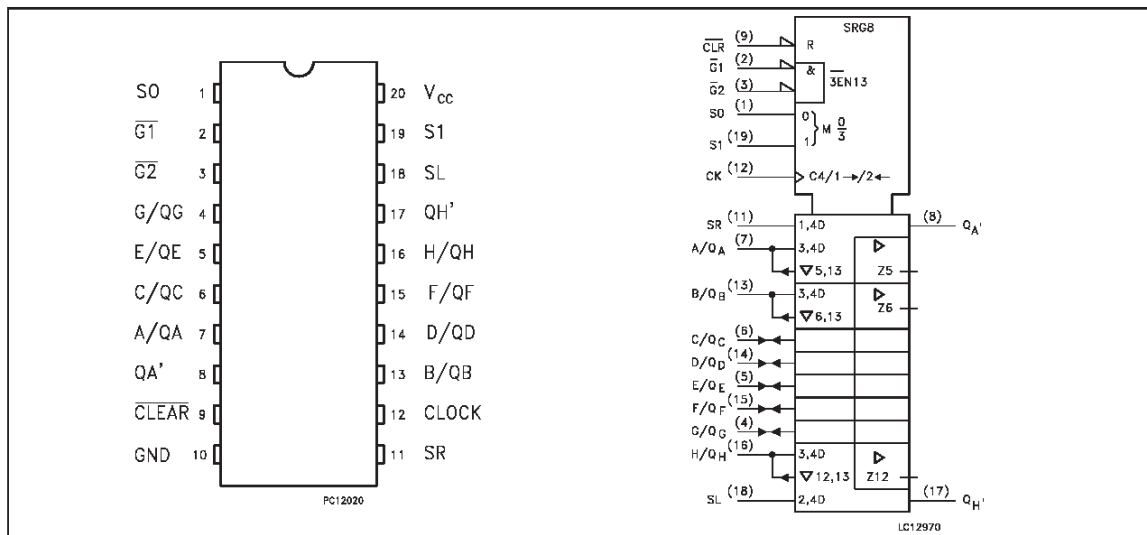 S0 1 20 VCC
G1 2 19 S1
G2 3 18 SL
G/QG 4 17 QH'
E/QE 5 16 H/QH
C/QC 6 15 F/QF
A/QA 7 14 D/QD
QA' 8 13 B/QB
CLEAR 9 12 CLOCK
GND 10 11 SR
PC12020
SRG8
CLR (9) R
G1 (2) &
3EN13
G2 (3)
S0 (1) 0
M 0/3
S1 (19) 1
CK (12) C4/1→/2←
SR (11) 1,4D (8) QA'
A/QA (7) 3,4D ▷
▽5,13 Z5
B/QB (13) 3,4D ▷
▽6,13 Z6
C/QC (6)
D/QD (14)
E/QE (5)
F/QF (15)
G/QG (4)
H/QH (16) 3,4D ▷
▽12,13 Z12
SL (18) 2,4D (17) QH'
LC12970